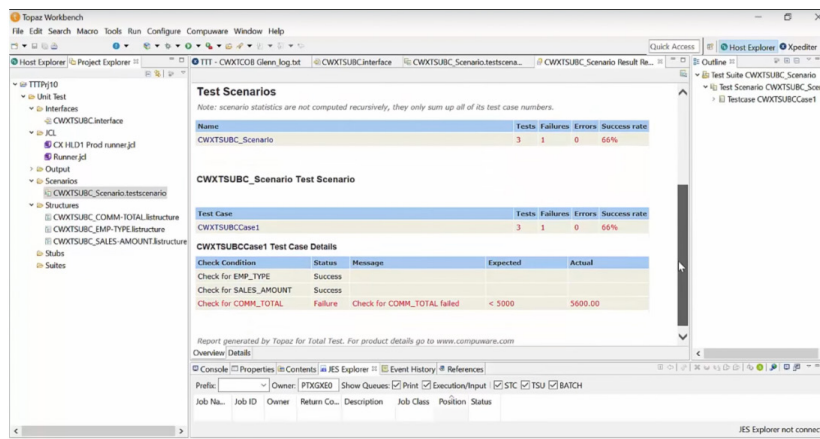 Topaz Workbench
File Edit Search Macro Tools Run Configure Compuware Window Help
Quick Access
Host Explorer Xpediter
Host Explorer Project Explorer
TTTPrj10
Unit Test
Interfaces
CWXTSUBC.interface
JCL
CX HLD1 Prod runner.jcl
Runner.jcl
Output
Scenarios
CWXTSUBC_Scenario.testscenario
Structures
CWXTSUBC_COMM-TOTAL.listructure
CWXTSUBC_EMP-TYPE.listructure
CWXTSUBC_SALES-AMOUNT.listructure
Stubs
Suites
TTT - CWXTCOB Glenn_log.txt CWXTSUBC.interface CWXTSUBC_Scenario.testscena... CWXTSUBC_Scenario Result Re...
Test Scenarios
Note: scenario statistics are not computed recursively, they only sum up all of its test case numbers.
Name Tests Failures Errors Success rate
CWXTSUBC_Scenario 3 1 0 66%
CWXTSUBC_Scenario Test Scenario
Test Case Tests Failures Errors Success rate
CWXTSUBCCase1 3 1 0 66%
CWXTSUBCCase1 Test Case Details
Check Condition Status Message Expected Actual
Check for EMP_TYPE Success
Check for SALES_AMOUNT Success
Check for COMM_TOTAL Failure Check for COMM_TOTAL failed < 5000 5600.00
Report generated by Topaz for Total Test. For product details go to www.compuware.com
Overview Details
Outline
Test Suite CWXTSUBC_Scenario
Test Scenario CWXTSUBC_Sce
Testcase CWXTSUBCCase1
Console Properties Contents JES Explorer Event History References
Prefix: Owner: PTXGXE0 Show Queues: Print Execution/Input STC TSU BATCH
Job Na... Job ID Owner Return Co... Description Job Class Position Status
JES Explorer not connec